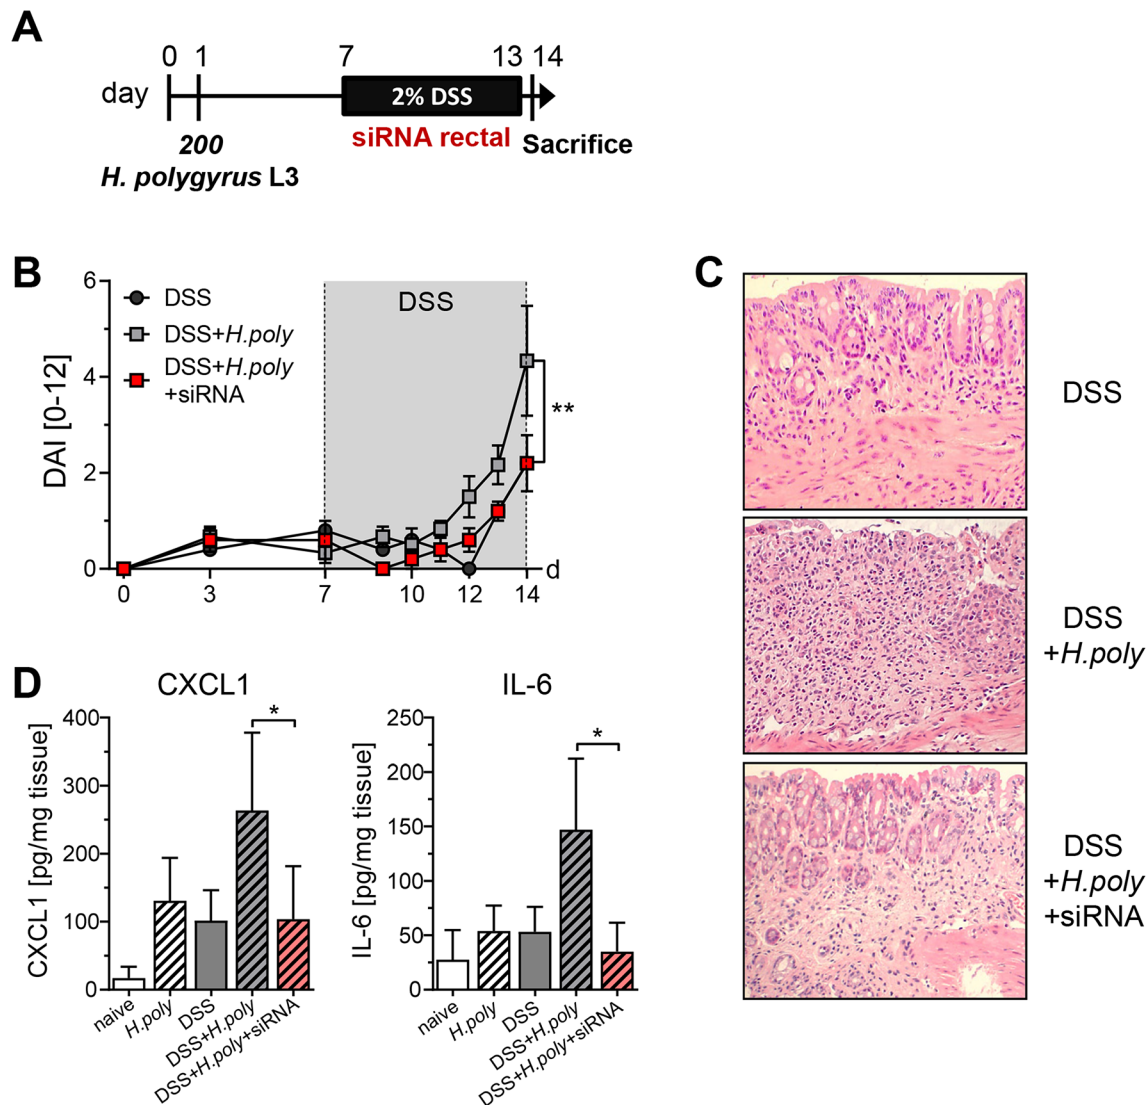 A
0 1 7 13 14
day
2% DSS
200
siRNA rectal
Sacrifice
H. polygyrus L3
B
DAI [0-12]
6
4
2
0
DSS
DSS+H.poly
DSS+H.poly
+siRNA
DSS
**
0 3 7 10 12 14
d
C
DSS
DSS
+H.poly
DSS
+H.poly
+siRNA
D
CXCL1
CXCL1 [pg/mg tissue]
400
300
200
100
0
*
naive
H.poly
DSS
DSS+H.poly
DSS+H.poly+siRNA
IL-6
IL-6 [pg/mg tissue]
250
200
150
100
50
0
*
naive
H.poly
DSS
DSS+H.poly
DSS+H.poly+siRNA